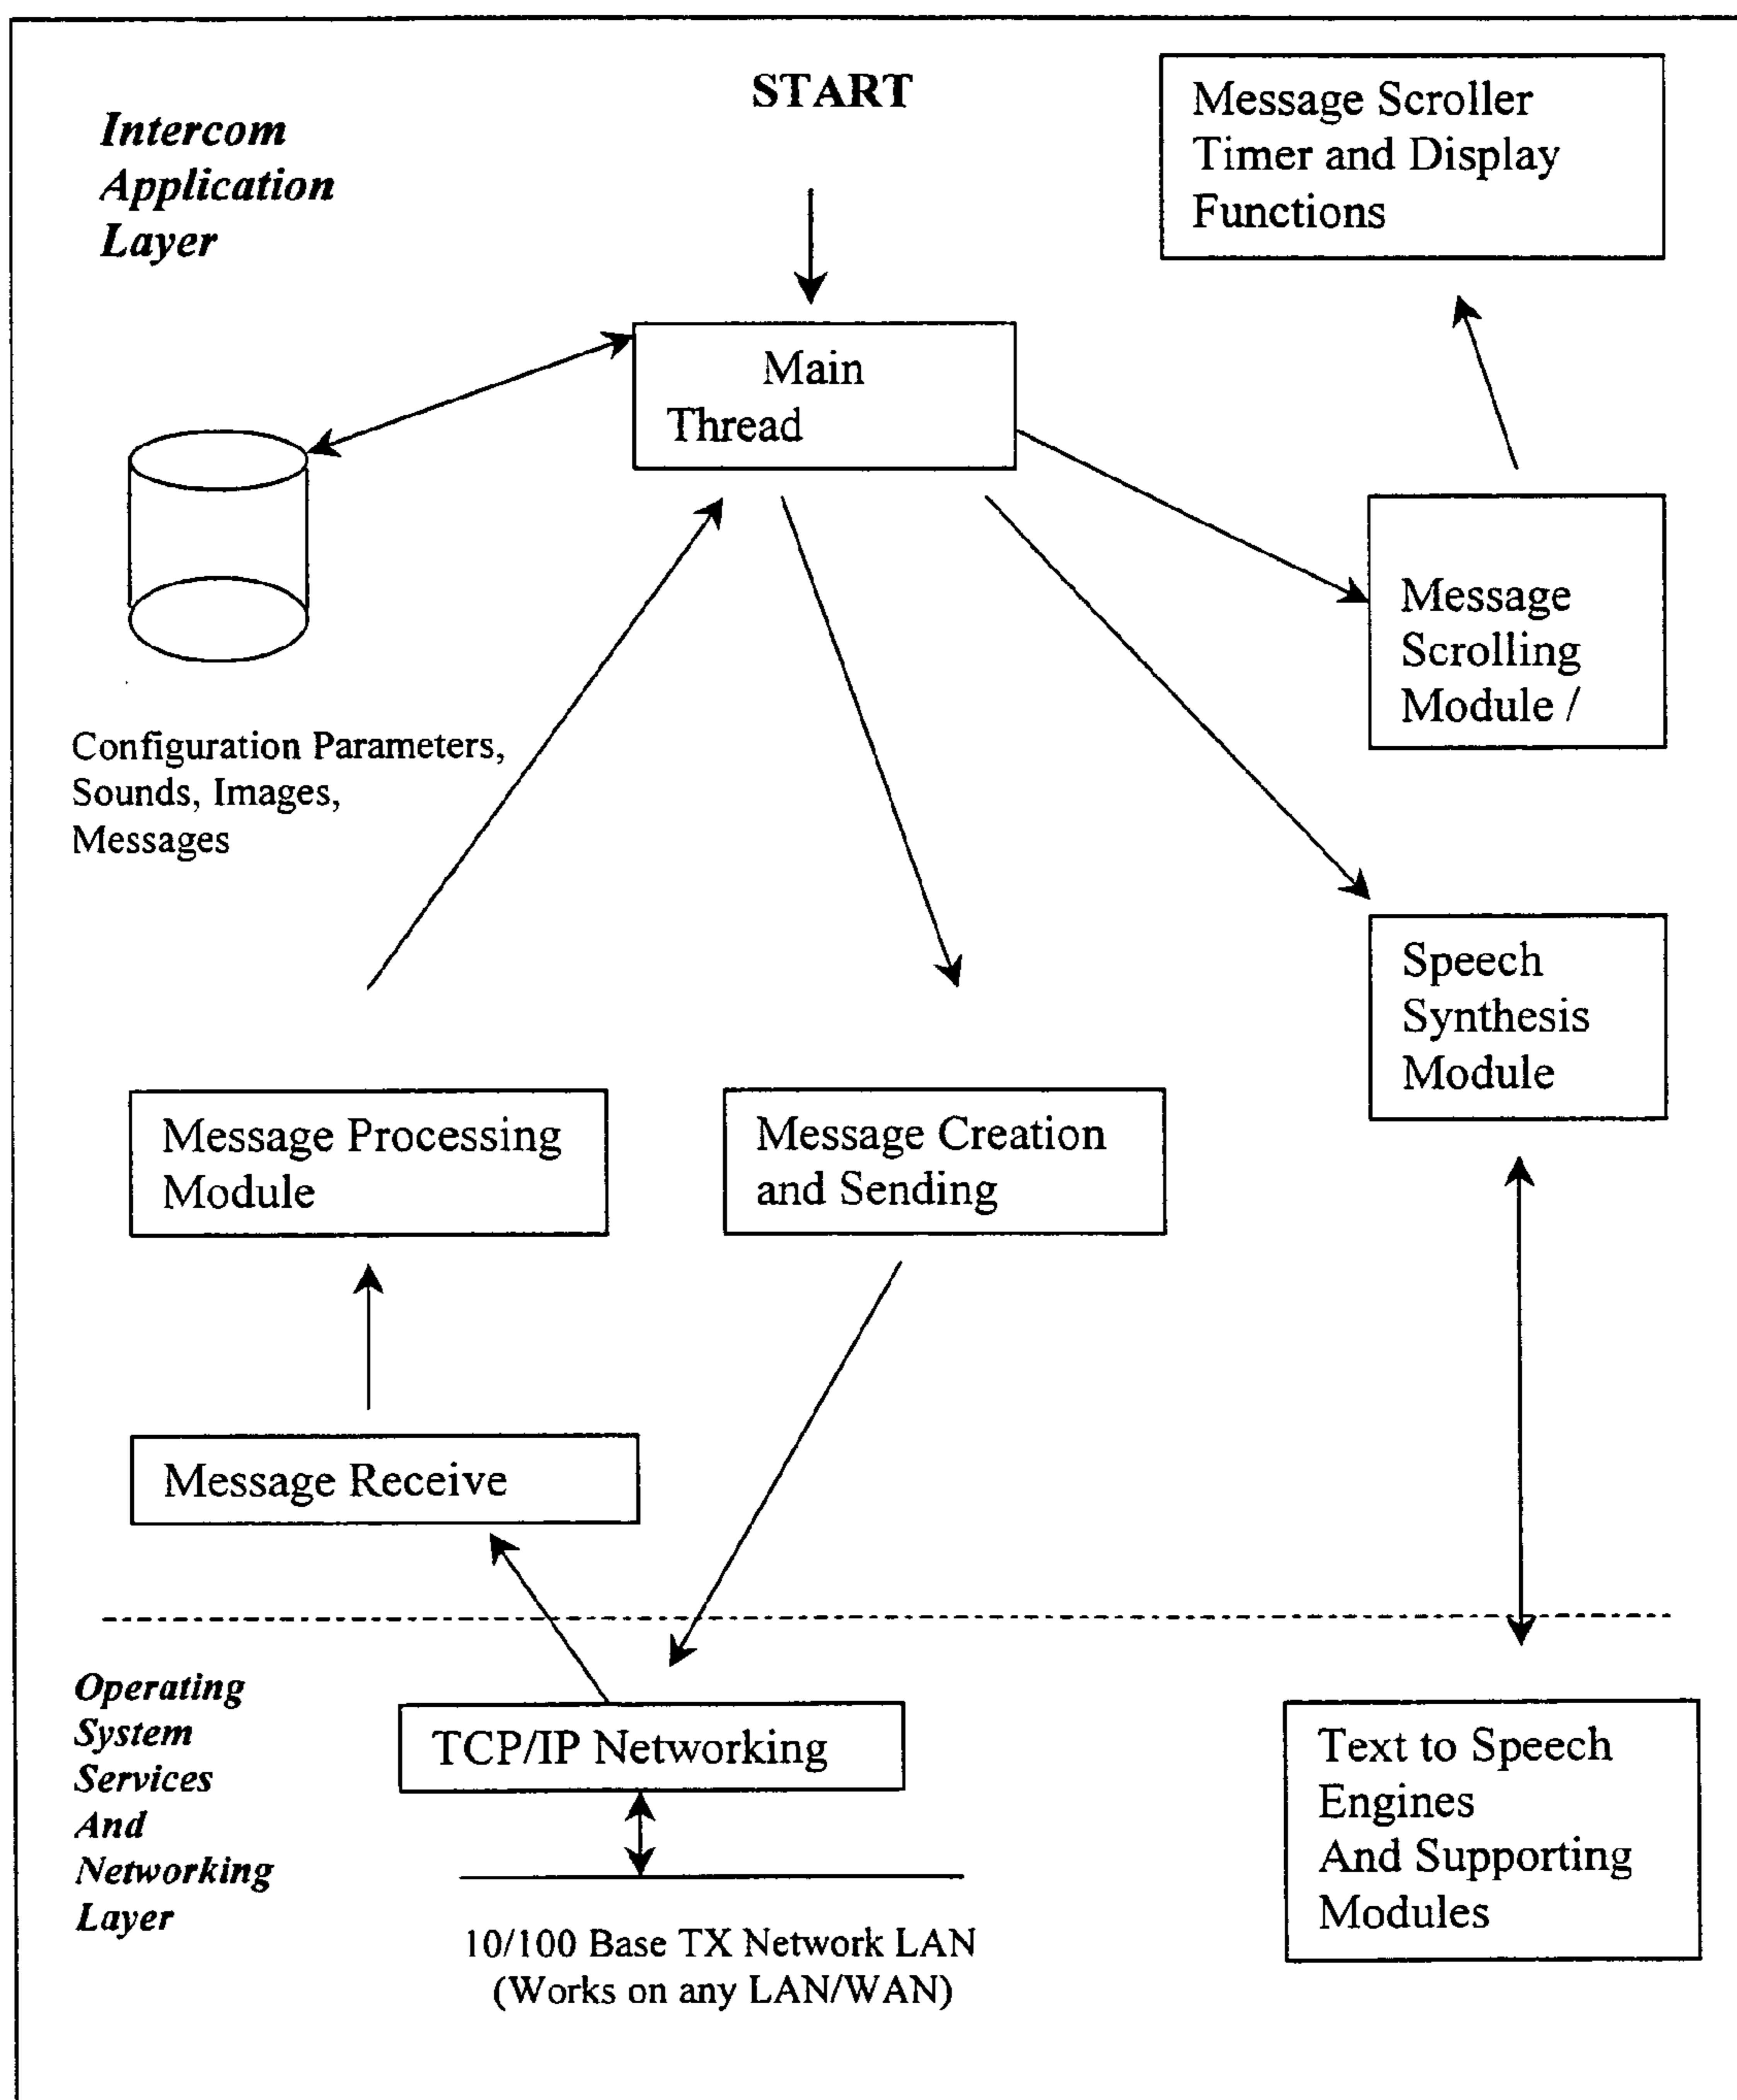 START
Intercom
Application
Layer
Message Scroller
Timer and Display
Functions
Main
Thread
Configuration Parameters,
Sounds, Images,
Messages
Message
Scrolling
Module /
Speech
Synthesis
Module
Message Processing
Module
Message Creation
and Sending
Message Receive
Operating
System
Services
And
Networking
Layer
TCP/IP Networking
10/100 Base TX Network LAN
(Works on any LAN/WAN)
Text to Speech
Engines
And Supporting
Modules